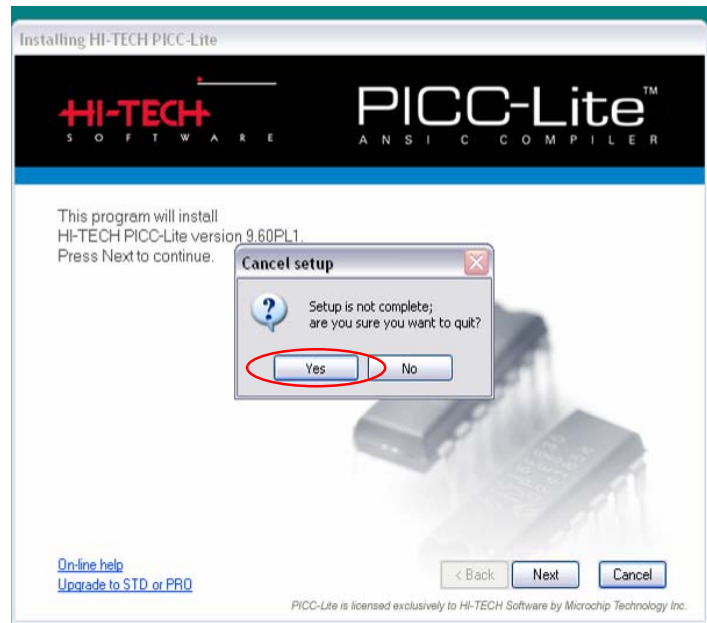 Installing HI-TECH PICC-Lite
HI-TECH
SOFTWARE
PICC-Lite™
ANSI C COMPILER
This program will install
HI-TECH PICC-Lite version 9.60PL1.
Press Next to continue.
Cancel setup
Setup is not complete;
are you sure you want to quit?
Yes No
On-line help
Upgrade to STD or PRO
< Back Next Cancel
PICC-Lite is licensed exclusively to HI-TECH Software by Microchip Technology Inc.